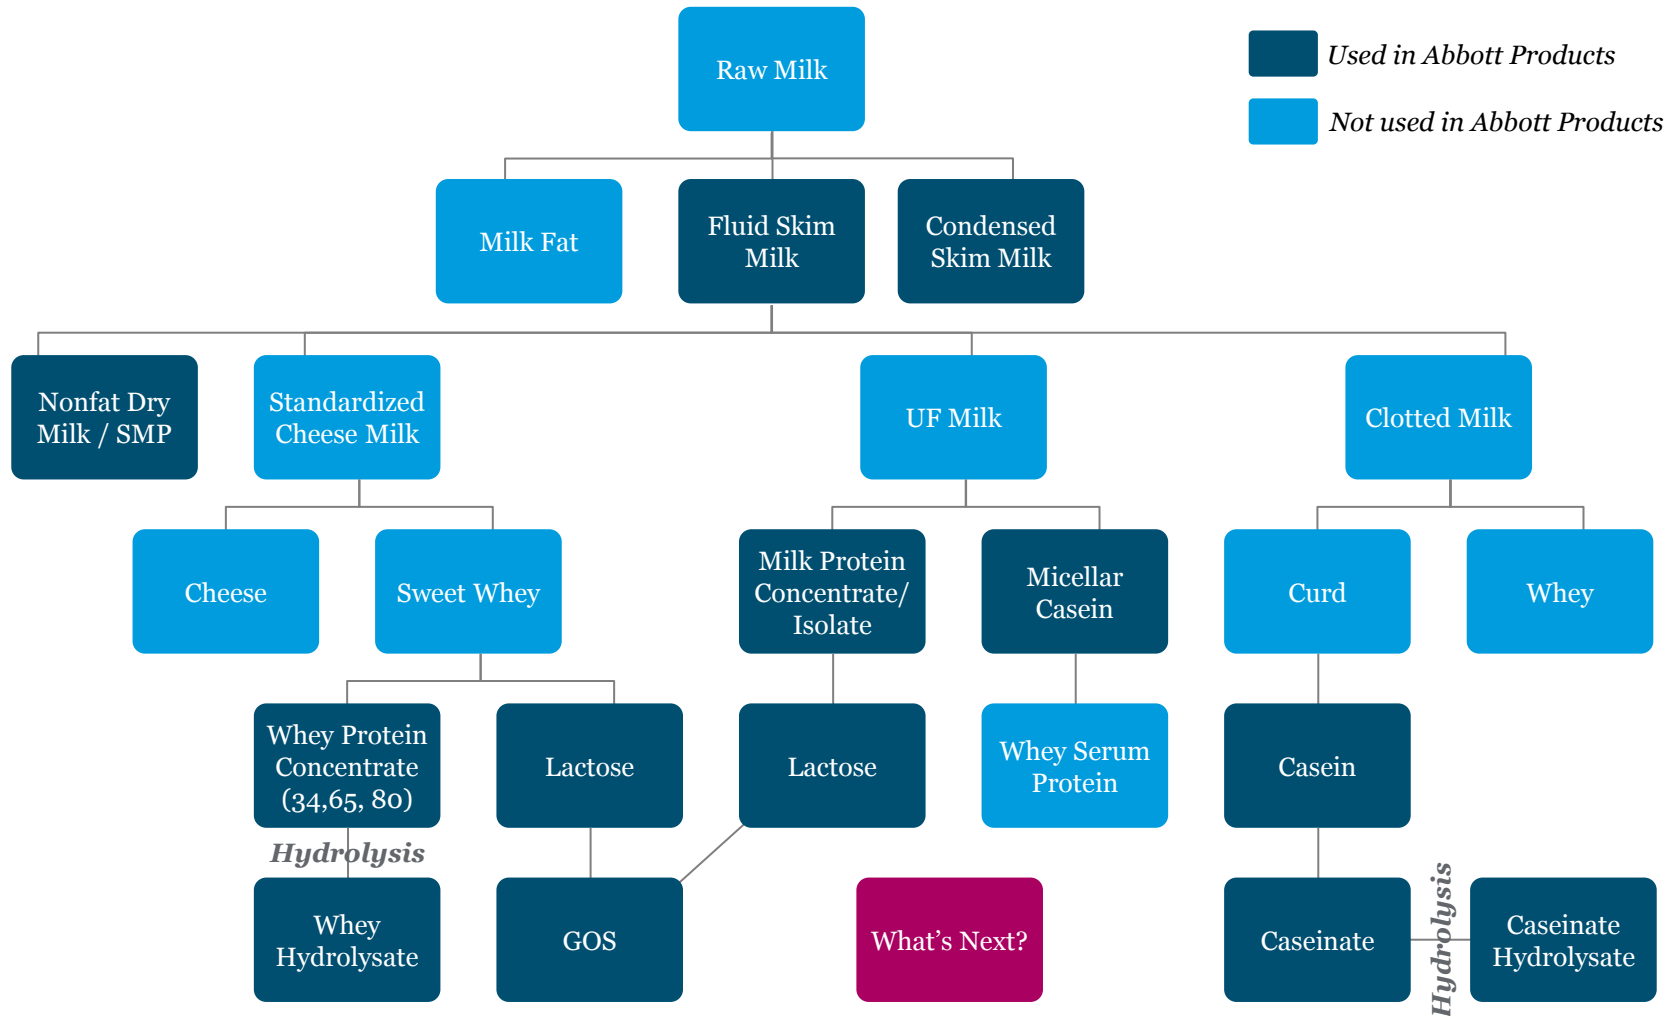 Raw Milk
Used in Abbott Products
Not used in Abbott Products
Milk Fat
Fluid Skim
Milk
Condensed
Skim Milk
Nonfat Dry
Milk / SMP
Standardized
Cheese Milk
UF Milk
Clotted Milk
Cheese
Sweet Whey
Milk Protein
Concentrate/
Isolate
Micellar
Casein
Curd
Whey
Whey Protein
Concentrate
(34,65, 80)
Lactose
Lactose
Whey Serum
Protein
Casein
Hydrolysis
Whey
Hydrolysate
GOS
What’s Next?
Caseinate
Hydrolysis
Caseinate
Hydrolysate